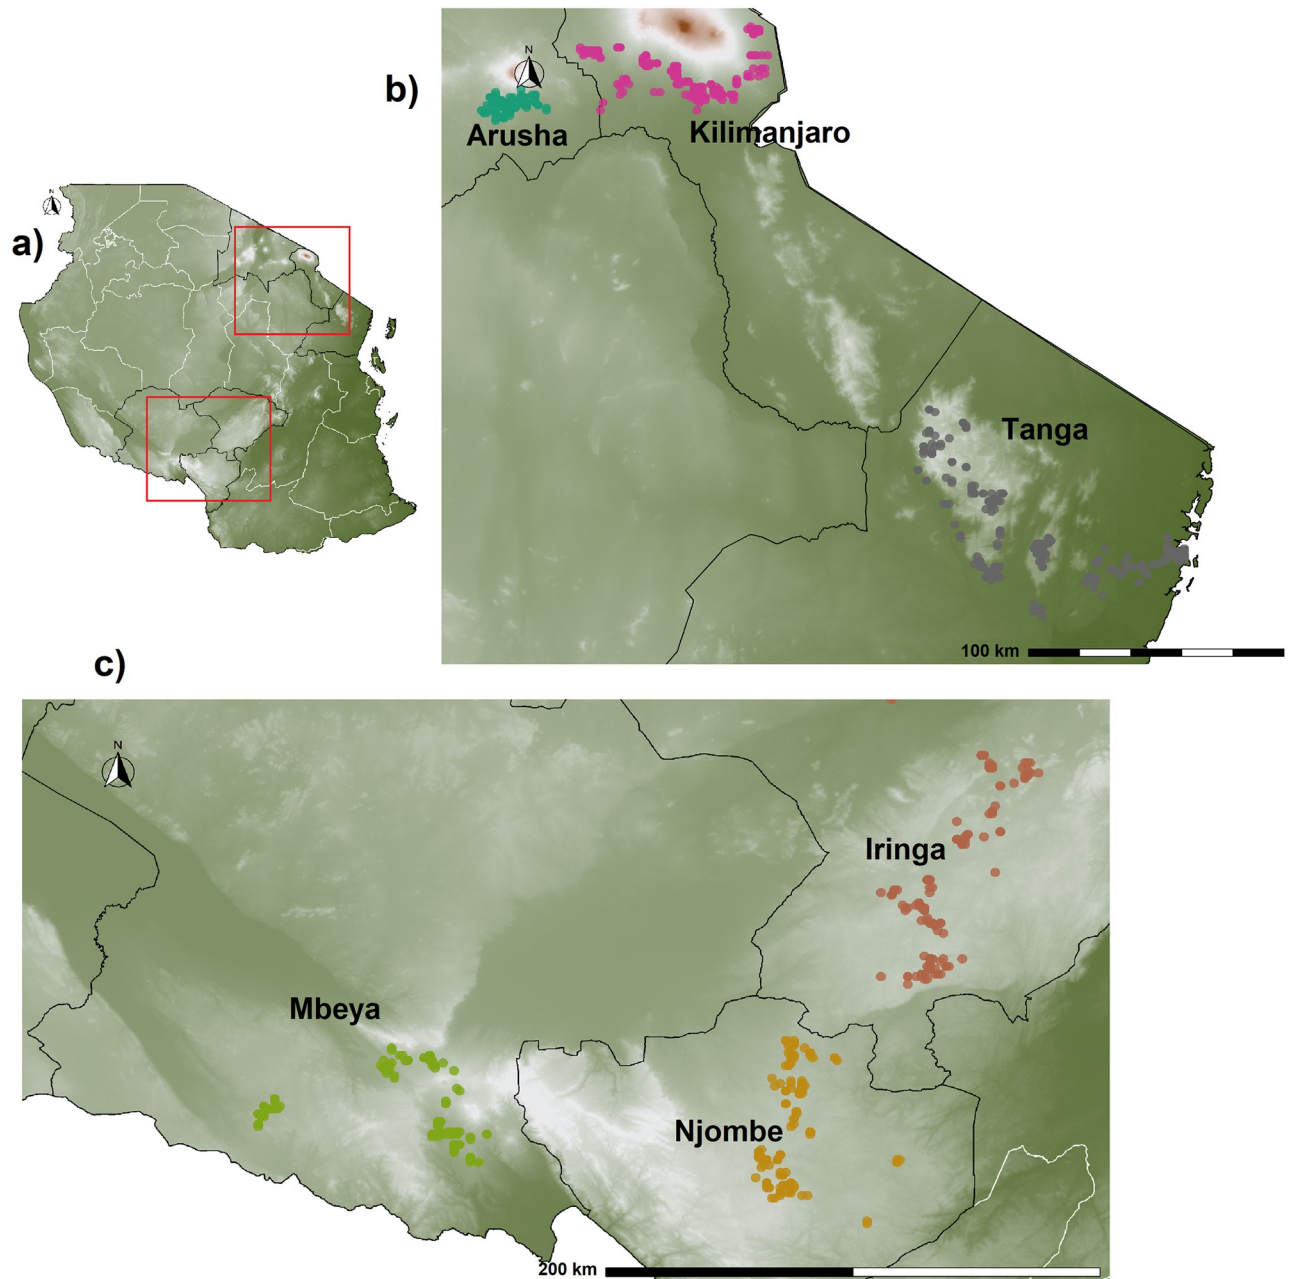 N
b)
Arusha
Kilimanjaro
N
a)
Tanga
100 km
c)
N
Iringa
Mbeya
Njombe
200 km